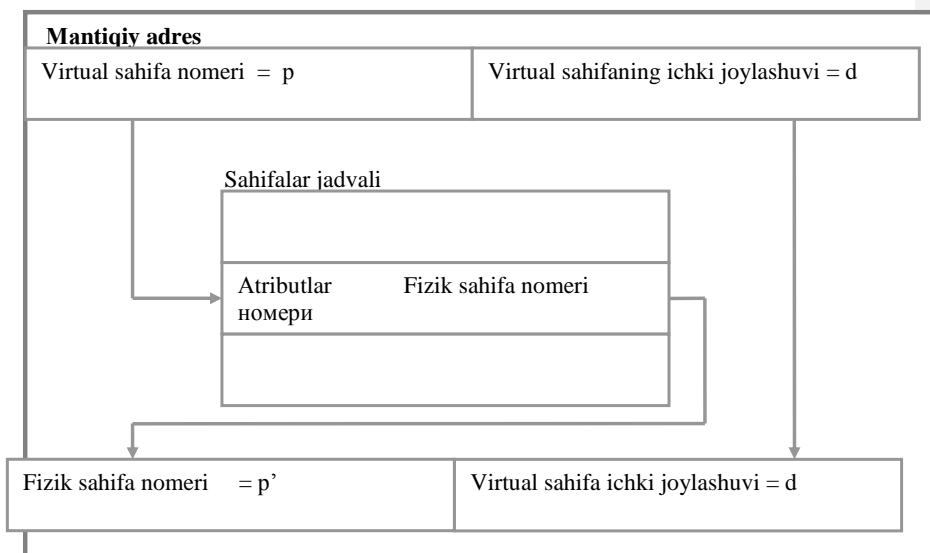 Mantiqiy adres
Virtual sahifa nomeri = p
Virtual sahifaning ichki joylashuvi = d
Sahifalar jadvali
Atributlar Fizik sahifa nomeri
номери
Fizik sahifa nomeri = p’
Virtual sahifa ichki joylashuvi = d